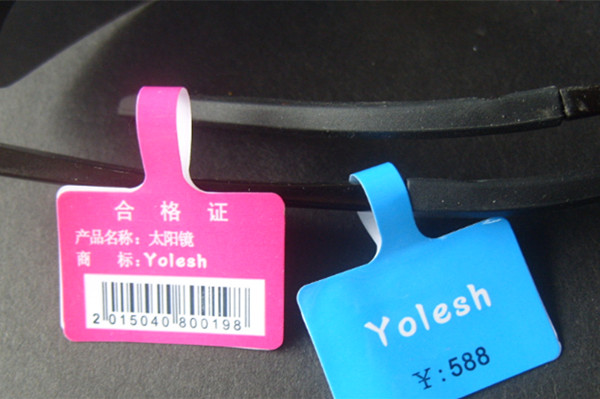 合 格 证
产品名称：太阳镜
商 标：Yolesh
2 015040 800198
Yolesh
¥:588